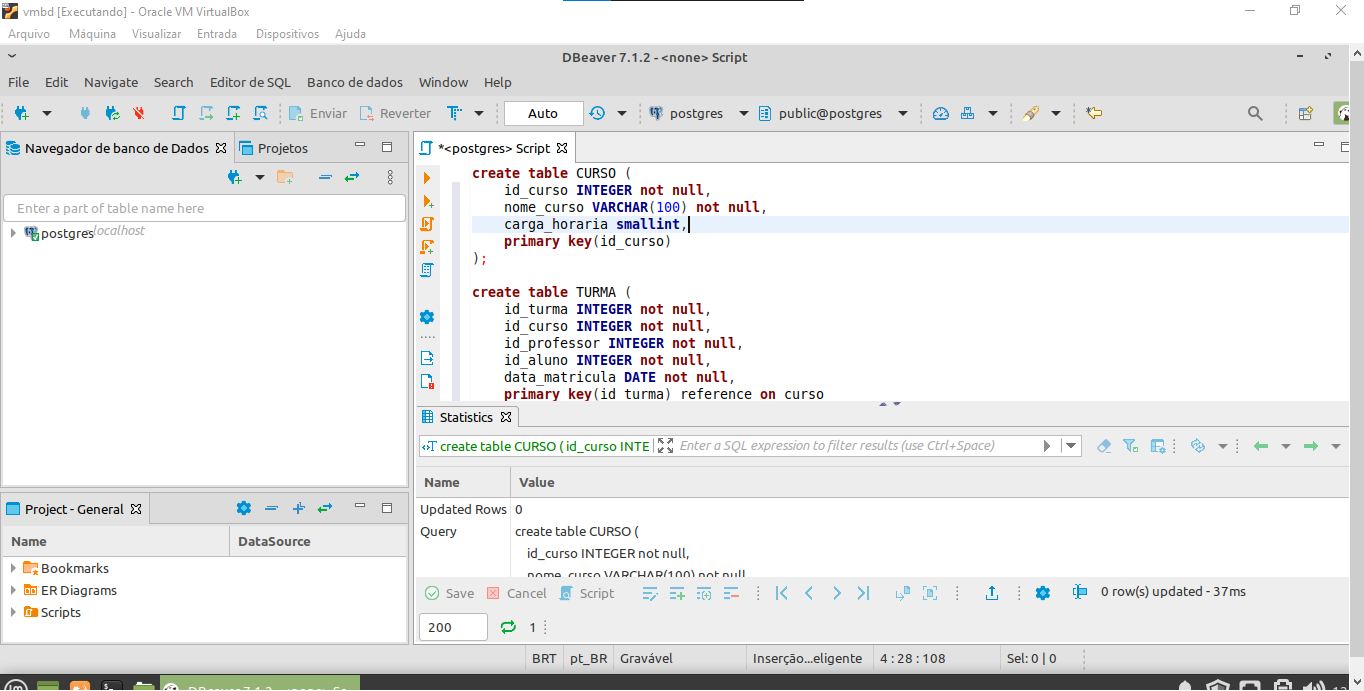 vmbd [Executando] - Oracle VM VirtualBox
Arquivo Máquina Visualizar Entrada Dispositivos Ajuda
DBeaver 7.1.2 - <none> Script
File Edit Navigate Search Editor de SQL Banco de dados Window Help
Enviar Reverter Auto postgres public@postgres
Navegador de banco de Dados Projetos
Enter a part of table name here
postgres localhost
Project - General
Name DataSource
Bookmarks
ER Diagrams
Scripts
*<postgres> Script
create table CURSO (
id_curso INTEGER not null,
nome_curso VARCHAR(100) not null,
carga_horaria smallint,
primary key(id_curso)
);
create table TURMA (
id_turma INTEGER not null,
id_curso INTEGER not null,
id_professor INTEGER not null,
id_aluno INTEGER not null,
data_matricula DATE not null,
primary key(id_turma) reference on curso
Statistics
create table CURSO ( id_curso INTE Enter a SQL expression to filter results (use Ctrl+Space)
Name Value
Updated Rows 0
Query create table CURSO (
id_curso INTEGER not null,
nome_curso VARCHAR(100) not null
Save Cancel Script 0 row(s) updated - 37ms
200 1
BRT pt_BR Gravável Inserção...eligente 4 : 28 : 108 Sel: 0 | 0
DBeaver 7.1.2 - <none> Sc